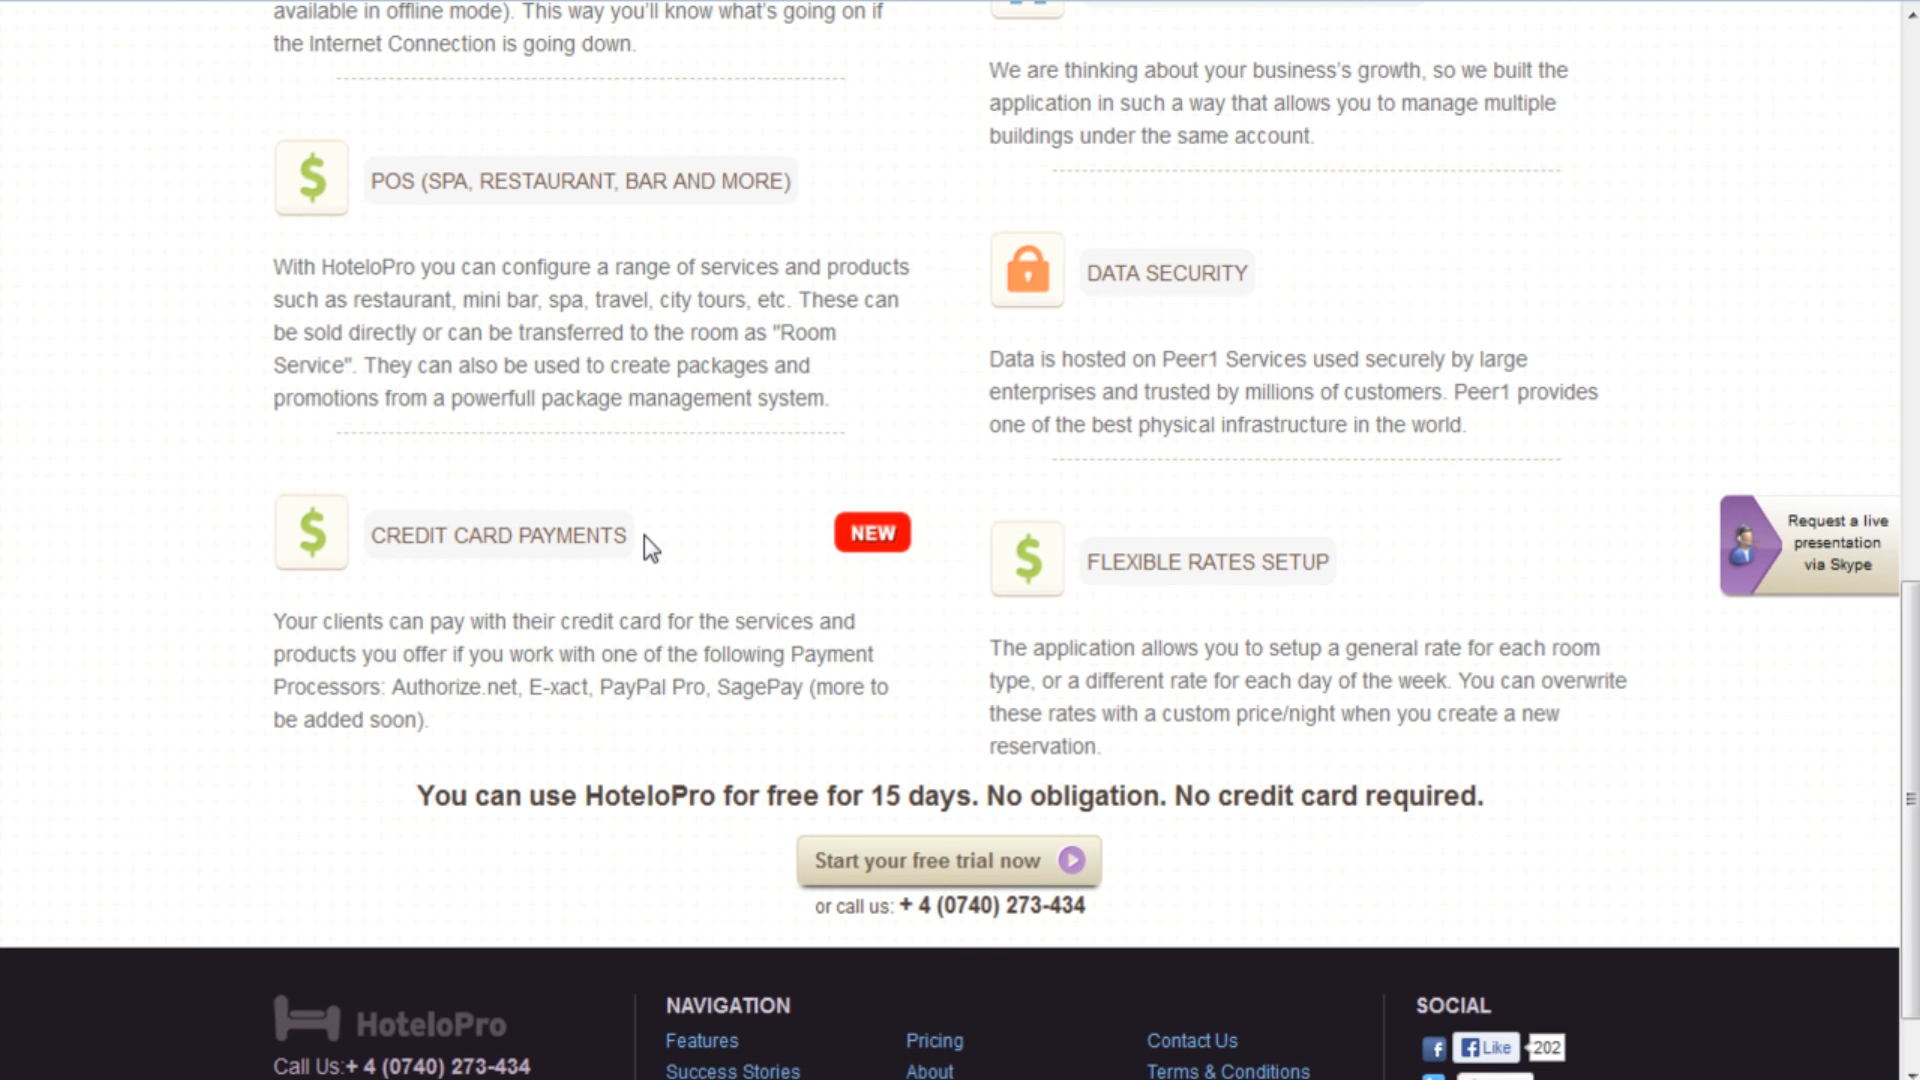 available in offline mode). This way you'll know what's going on if
the Internet Connection is going down.
POS (SPA, RESTAURANT, BAR AND MORE)
With HoteloPro you can configure a range of services and products
such as restaurant, mini bar, spa, travel, city tours, etc. These can
be sold directly or can be transferred to the room as "Room
Service". They can also be used to create packages and
promotions from a powerfull package management system.
CREDIT CARD PAYMENTS
NEW
Your clients can pay with their credit card for the services and
products you offer if you work with one of the following Payment
Processors: Authorize.net, E-xact, PayPal Pro, SagePay (more to
be added soon).
We are thinking about your business's growth, so we built the
application in such a way that allows you to manage multiple
buildings under the same account.
DATA SECURITY
Data is hosted on Peer1 Services used securely by large
enterprises and trusted by millions of customers. Peer1 provides
one of the best physical infrastructure in the world.
FLEXIBLE RATES SETUP
The application allows you to setup a general rate for each room
type, or a different rate for each day of the week. You can overwrite
these rates with a custom price/night when you create a new
reservation.
Request a live
presentation
via Skype
You can use HoteloPro for free for 15 days. No obligation. No credit card required.
Start your free trial now
or call us: + 4 (0740) 273-434
HoteloPro
Call Us:+ 4 (0740) 273-434
NAVIGATION
Features
Success Stories
Pricing
About
Contact Us
Terms & Conditions
SOCIAL
Like 202